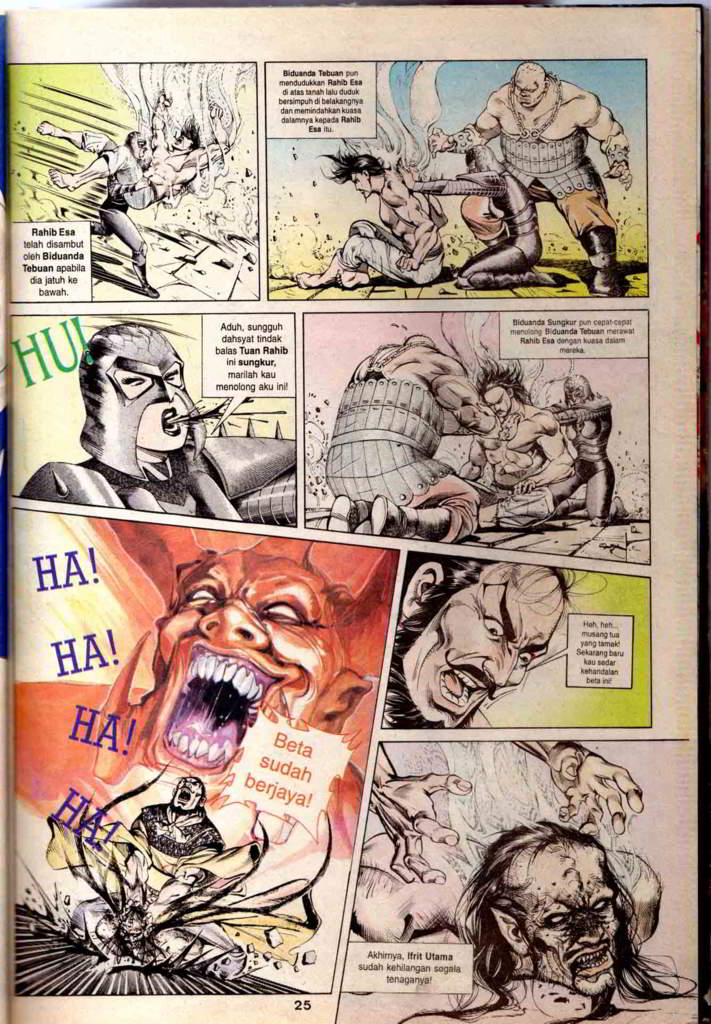 Rahib Esa
telah disambut
oleh Biduanda
Tebuan apabila
dia jatuh ke
bawah.
Biduanda Tebuan pun
mendudukkan Rahib Esa
di atas tanah lalu duduk
bersimpuh di belakangnya
dan memindahkan kuasa
dalamnya kepada Rahib
Esa itu.
HU!
Aduh, sungguh
dahsyat tindak
balas Tuan Rahib
ini sungkur,
marilah kau
menolong aku ini!
Biduanda Sungkur pun cepat-cepat
menolong Biduanda Tebuan merawat
Rahib Esa dengan kuasa dalam
mereka.
HA!
HA!
HA!
HA!
Beta
sudah
berjaya!
Heh, heh...
musang tua
yang tamak!
Sekarang baru
kau sedar
kehandalan
beta ini!
Akhirnya, Ifrit Utama
sudah kehilangan segala
tenaganya!
25